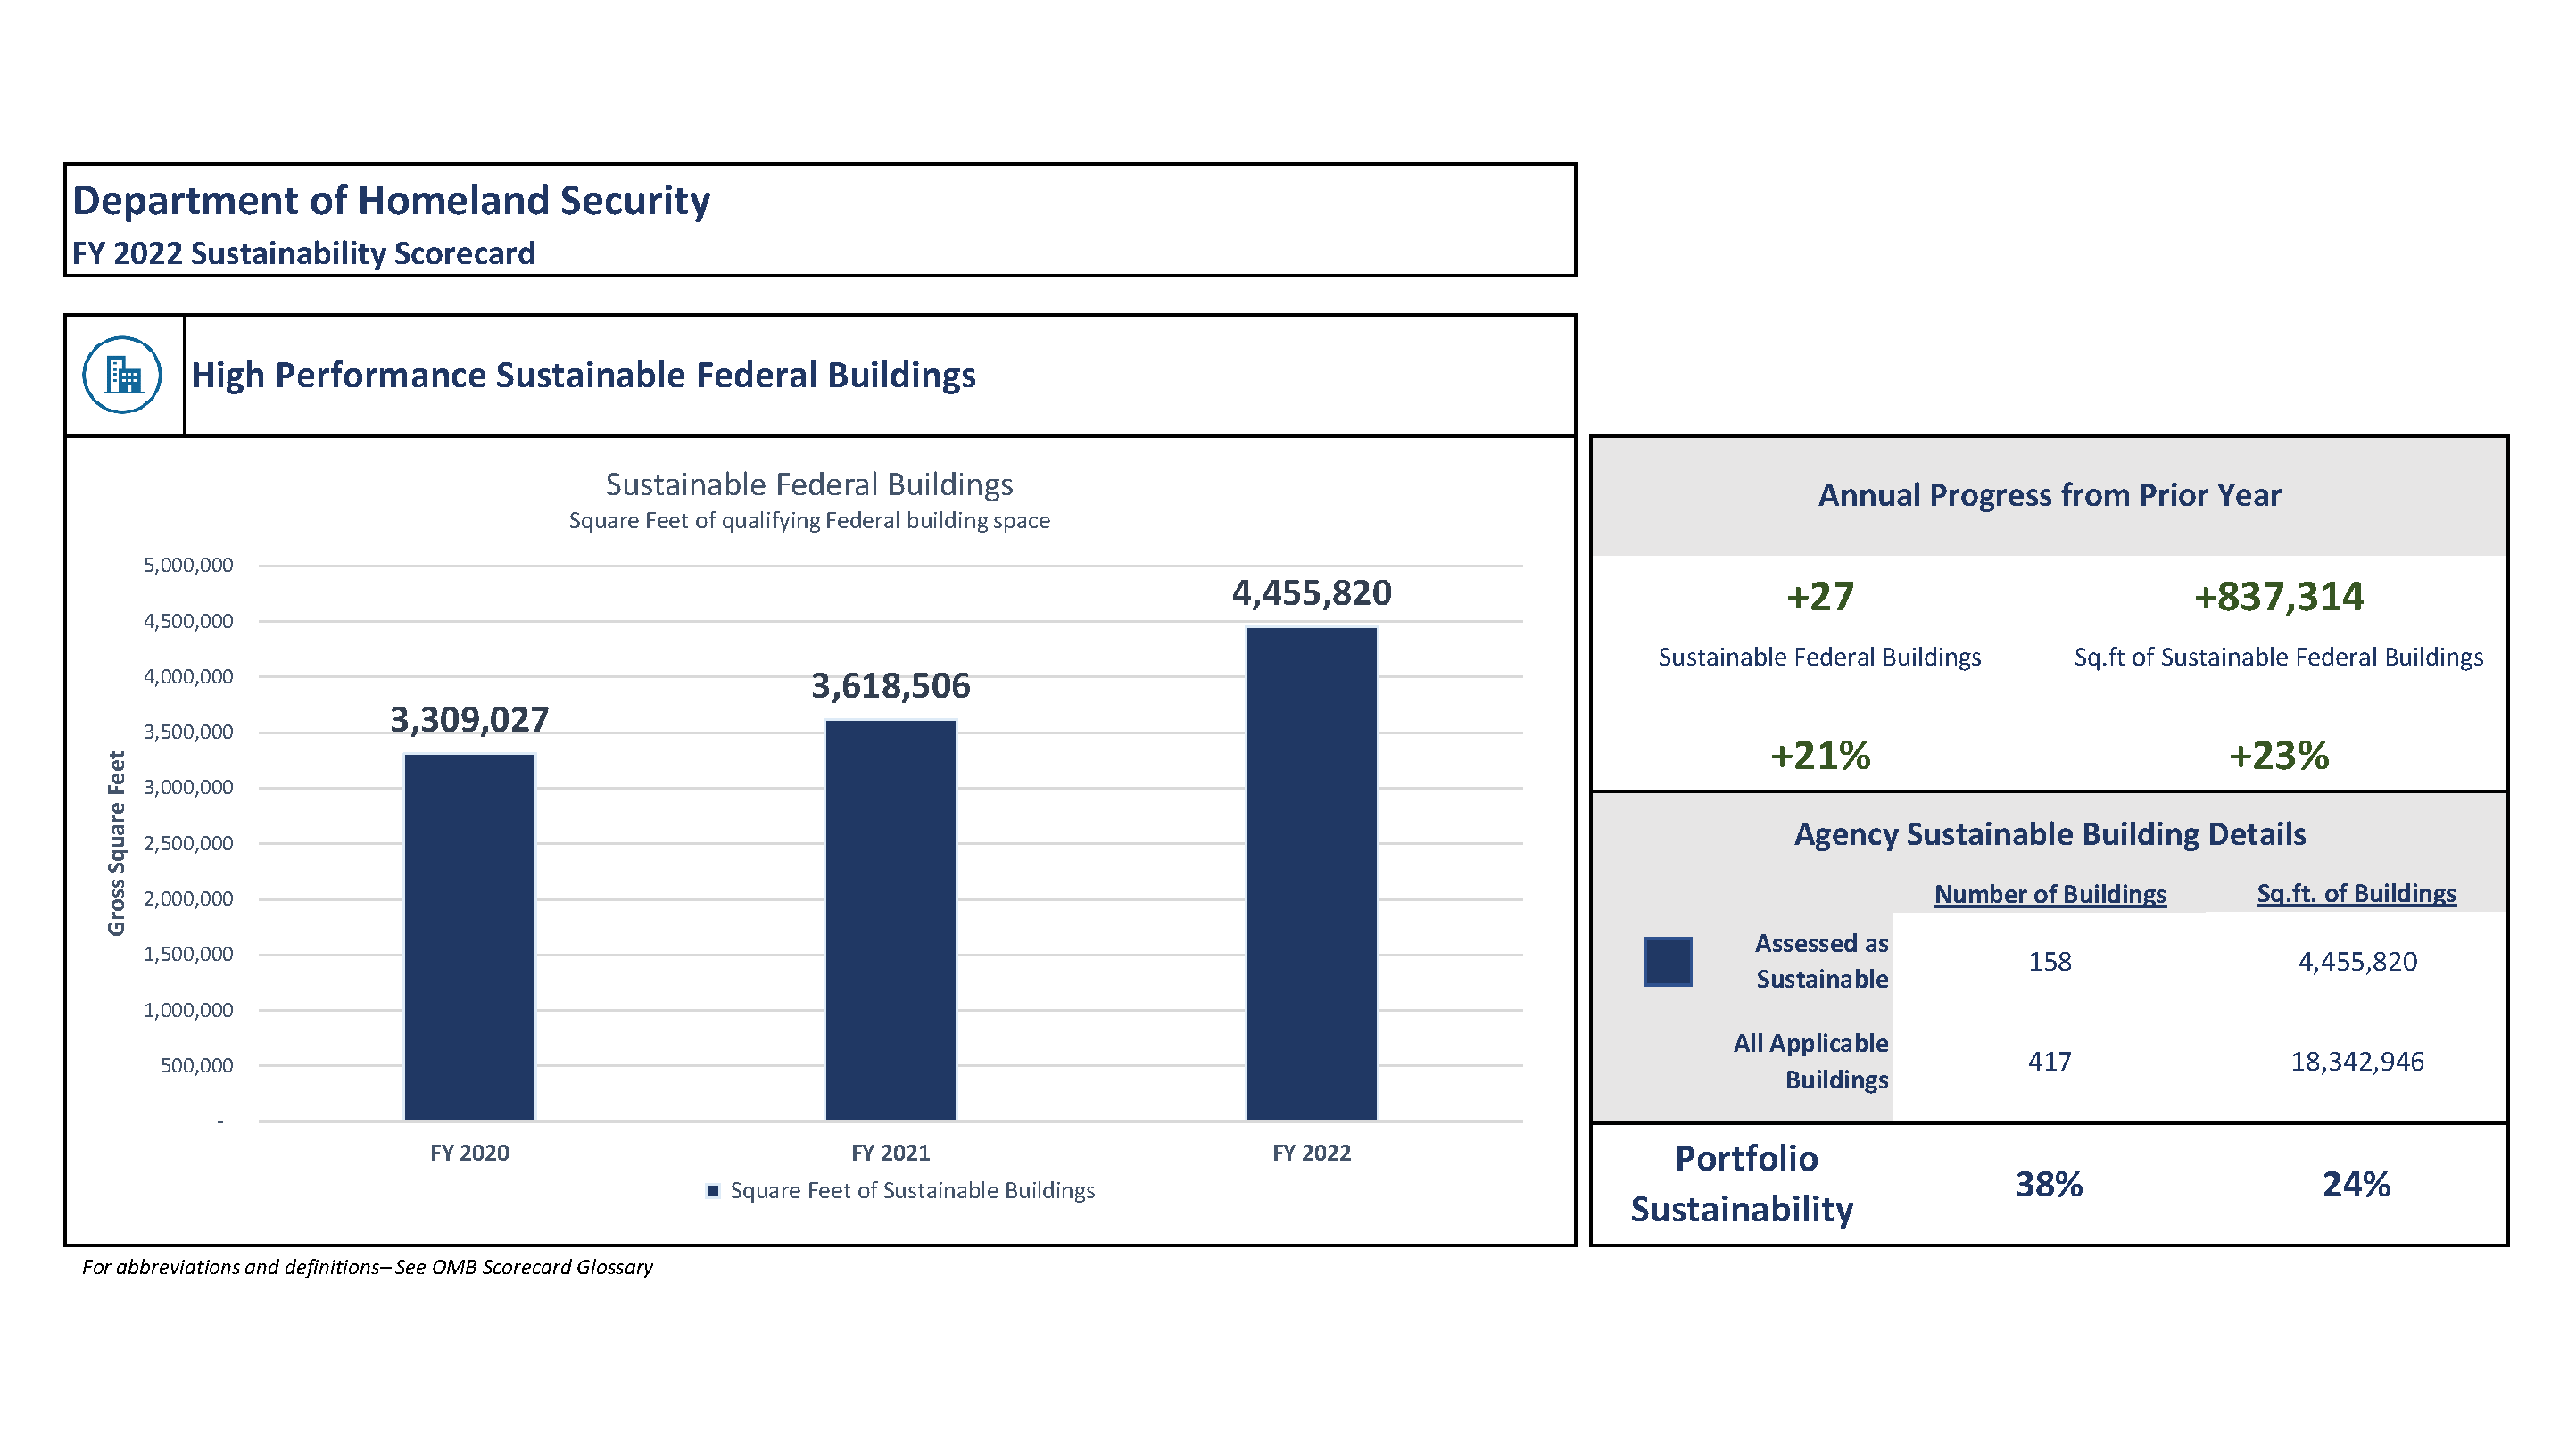 Department of Homeland Security
FY 2022 Sustainability Scorecard
High Performance Sustainable Federal Buildings
Sustainable Federal Buildings
Square Feet of qualifying Federal building space
Gross Square Feet
5,000,000
4,500,000
4,000,000
3,500,000
3,000,000
2,500,000
2,000,000
1,500,000
1,000,000
500,000
-
3,309,027
3,618,506
4,455,820
FY 2020
FY 2021
FY 2022
Square Feet of Sustainable Buildings
Annual Progress from Prior Year
+27 +837,314
Sustainable Federal Buildings Sq.ft of Sustainable Federal Buildings
+21% +23%
Agency Sustainable Building Details
Number of Buildings Sq.ft. of Buildings
Assessed as
Sustainable
158 4,455,820
All Applicable
Buildings
417 18,342,946
Portfolio
Sustainability
38% 24%
For abbreviations and definitions– See OMB Scorecard Glossary